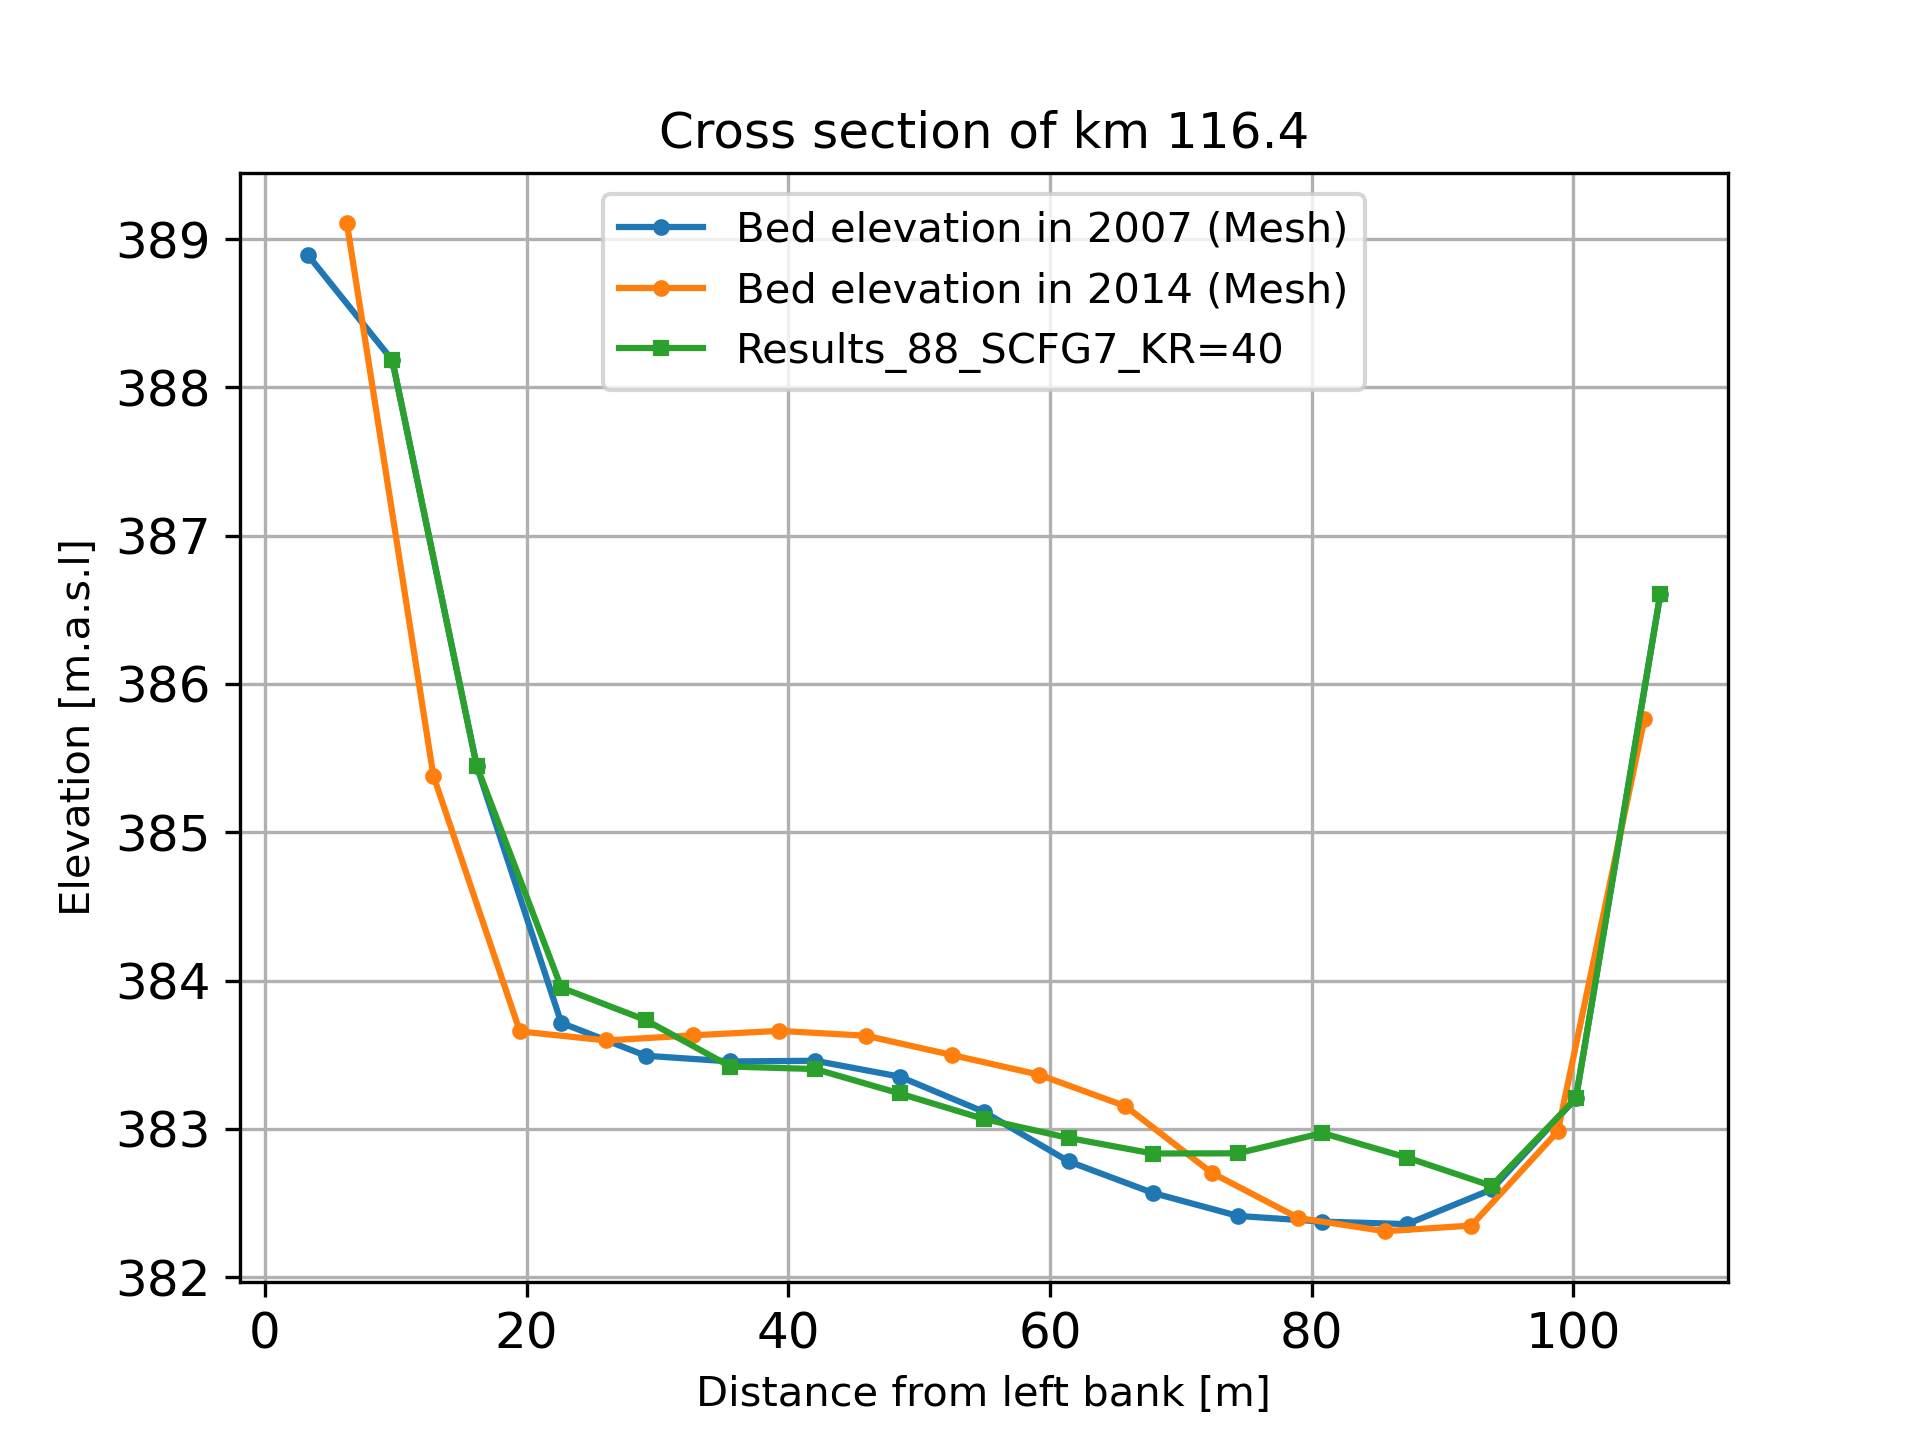 Cross section of km 116.4
Bed elevation in 2007 (Mesh)
Bed elevation in 2014 (Mesh)
Results_88_SCFG7_KR=40
Elevation [m.a.s.l]
389
388
387
386
385
384
383
382
0 20 40 60 80 100
Distance from left bank [m]